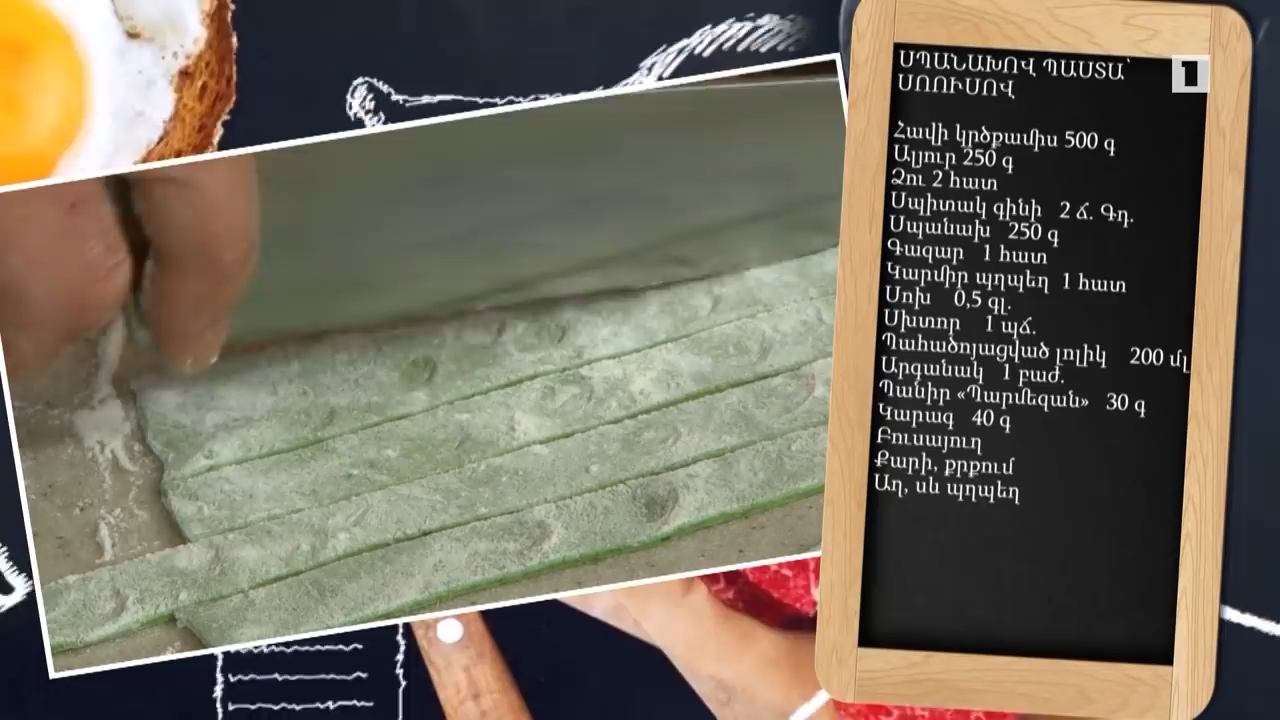 ՍՊԱՆԱԽՈՎ ՊԱՍՏԱ՝
ՍՈՈՒՍՈՎ
1
Հավի կրծքամիս 500 գ
Ալյուր 250 գ
Ձու 2 հատ
Սպիտակ գինի 2 ճ. Գդ.
Սպանախ 250 գ
Գազար 1 հատ
Կարմիր պղպեղ 1 հատ
Սոխ 0,5 գլ.
Սխտոր 1 պճ.
Պահածոյացված լոլիկ 200 մլ
Արգանակ 1 բաժ.
Պանիր «Պարմեզան» 30 գ
Կարագ 40 գ
Բուսայուղ
Քարի, քրքում
Աղ, սև պղպեղ